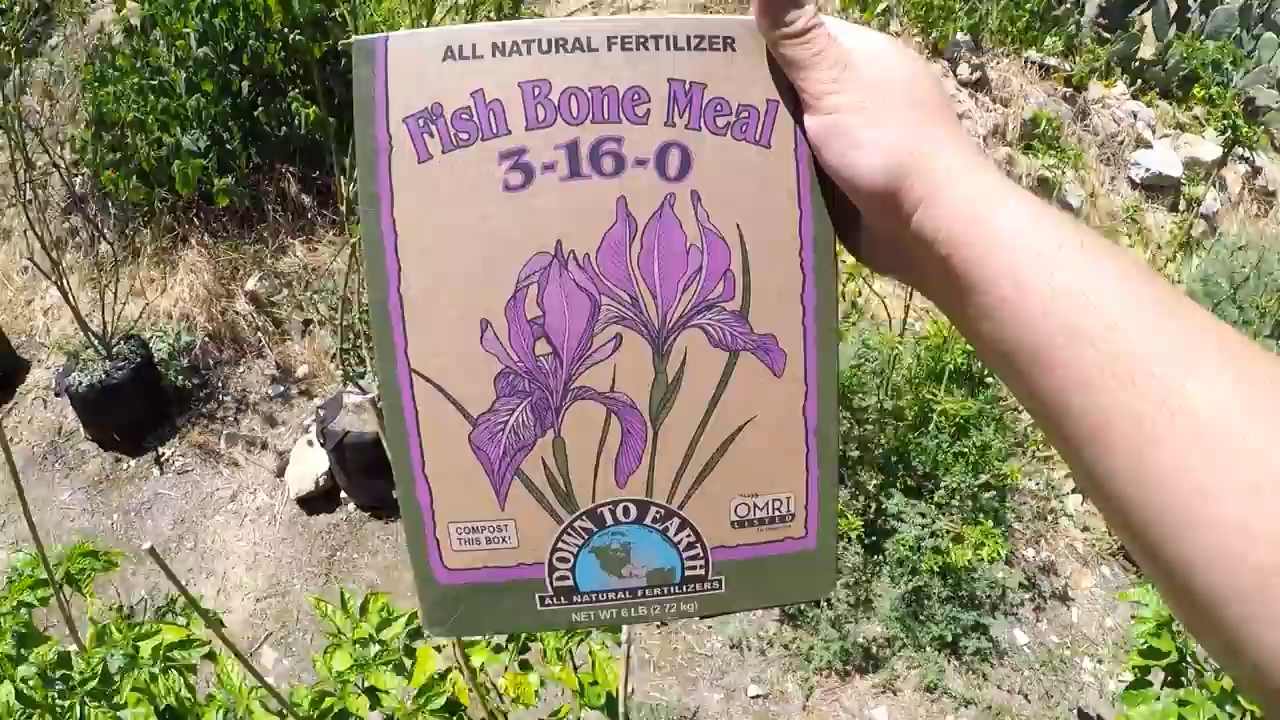 ALL NATURAL FERTILIZER
Fish Bone Meal
3-16-0
COMPOST
THIS BOX!
OMRI
LISTED
DOWN TO EARTH
ALL NATURAL FERTILIZERS
NET WT 6 LB (2.72 kg)